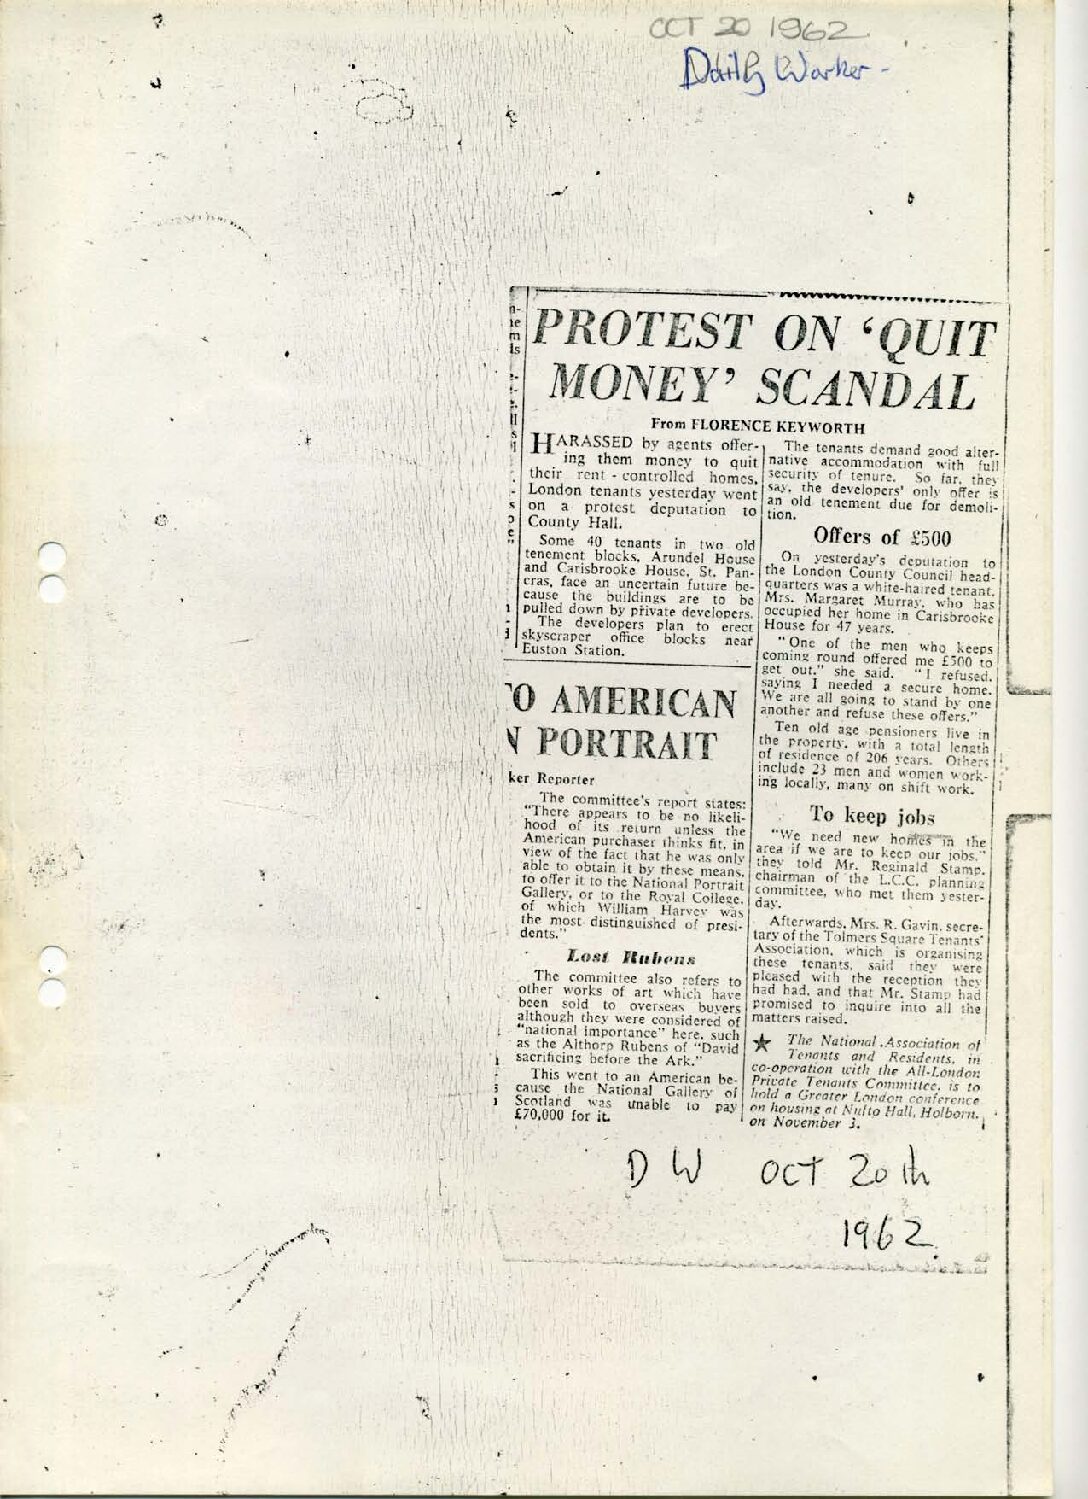 OCT 20 1962
Daily Worker -
PROTEST ON ‘QUIT
MONEY’ SCANDAL
From FLORENCE KEYWORTH
HARASSED by agents offer-
ing them money to quit
their rent-controlled homes,
London tenants yesterday went
on a protest deputation to
County Hall.
Some 40 tenants in two old
tenement blocks, Arundel House
and Carisbrooke House, St. Pan-
cras, face an uncertain future be-
cause the buildings are to be
pulled down by private developers.
The developers plan to erect
skyscraper office blocks near
Euston Station.
The tenants demand good alter-
native accommodation with full
security of tenure. So far, they
say, the developers' only offer is
an old tenement due for demoli-
tion.
Offers of £500
On yesterday's deputation to
the London County Council head-
quarters was a white-haired tenant,
Mrs. Margaret Murray, who has
occupied her home in Carisbrooke
House for 47 years.
"One of the men who keeps
coming round offered me £500 to
get out," she said. "I refused,
saying I needed a secure home.
We are all going to stand by one
another and refuse these offers."
Ten old age pensioners live in
the property, with a total length
of residence of 206 years. Others
include 23 men and women work-
ing locally, many on shift work.
To keep jobs
"We need new homes in the
area if we are to keep our jobs,"
they told Mr. Reginald Stamp,
chairman of the L.C.C. planning
committee, who met them yester-
day.
Afterwards, Mrs. R. Gavin, secre-
tary of the Tolmers Square Tenants'
Association, which is organising
these tenants, said they were
pleased with the reception they
had had, and that Mr. Stamp had
promised to inquire into all the
matters raised.
★ The National Association of
Tenants and Residents, in
co-operation with the All-London
Private Tenants Committee, is to
hold a Greater London conference
on housing at Nufto Hall, Holborn,
on November 3.
O AMERICAN
PORTRAIT
ker Reporter
The committee's report states:
"There appears to be no likeli-
hood of its return unless the
American purchaser thinks fit, in
view of the fact that he was only
able to obtain it by these means,
to offer it to the National Portrait
Gallery, or to the Royal College,
of which William Harvey was
the most distinguished of presi-
dents."
Lost Rubens
The committee also refers to
other works of art which have
been sold to overseas buyers
although they were considered of
"national importance" here, such
as the Althorp Rubens of "David
sacrificing before the Ark."
This went to an American be-
cause the National Gallery of
Scotland was unable to pay
£70,000 for it.
DW OCT 20th
1962.